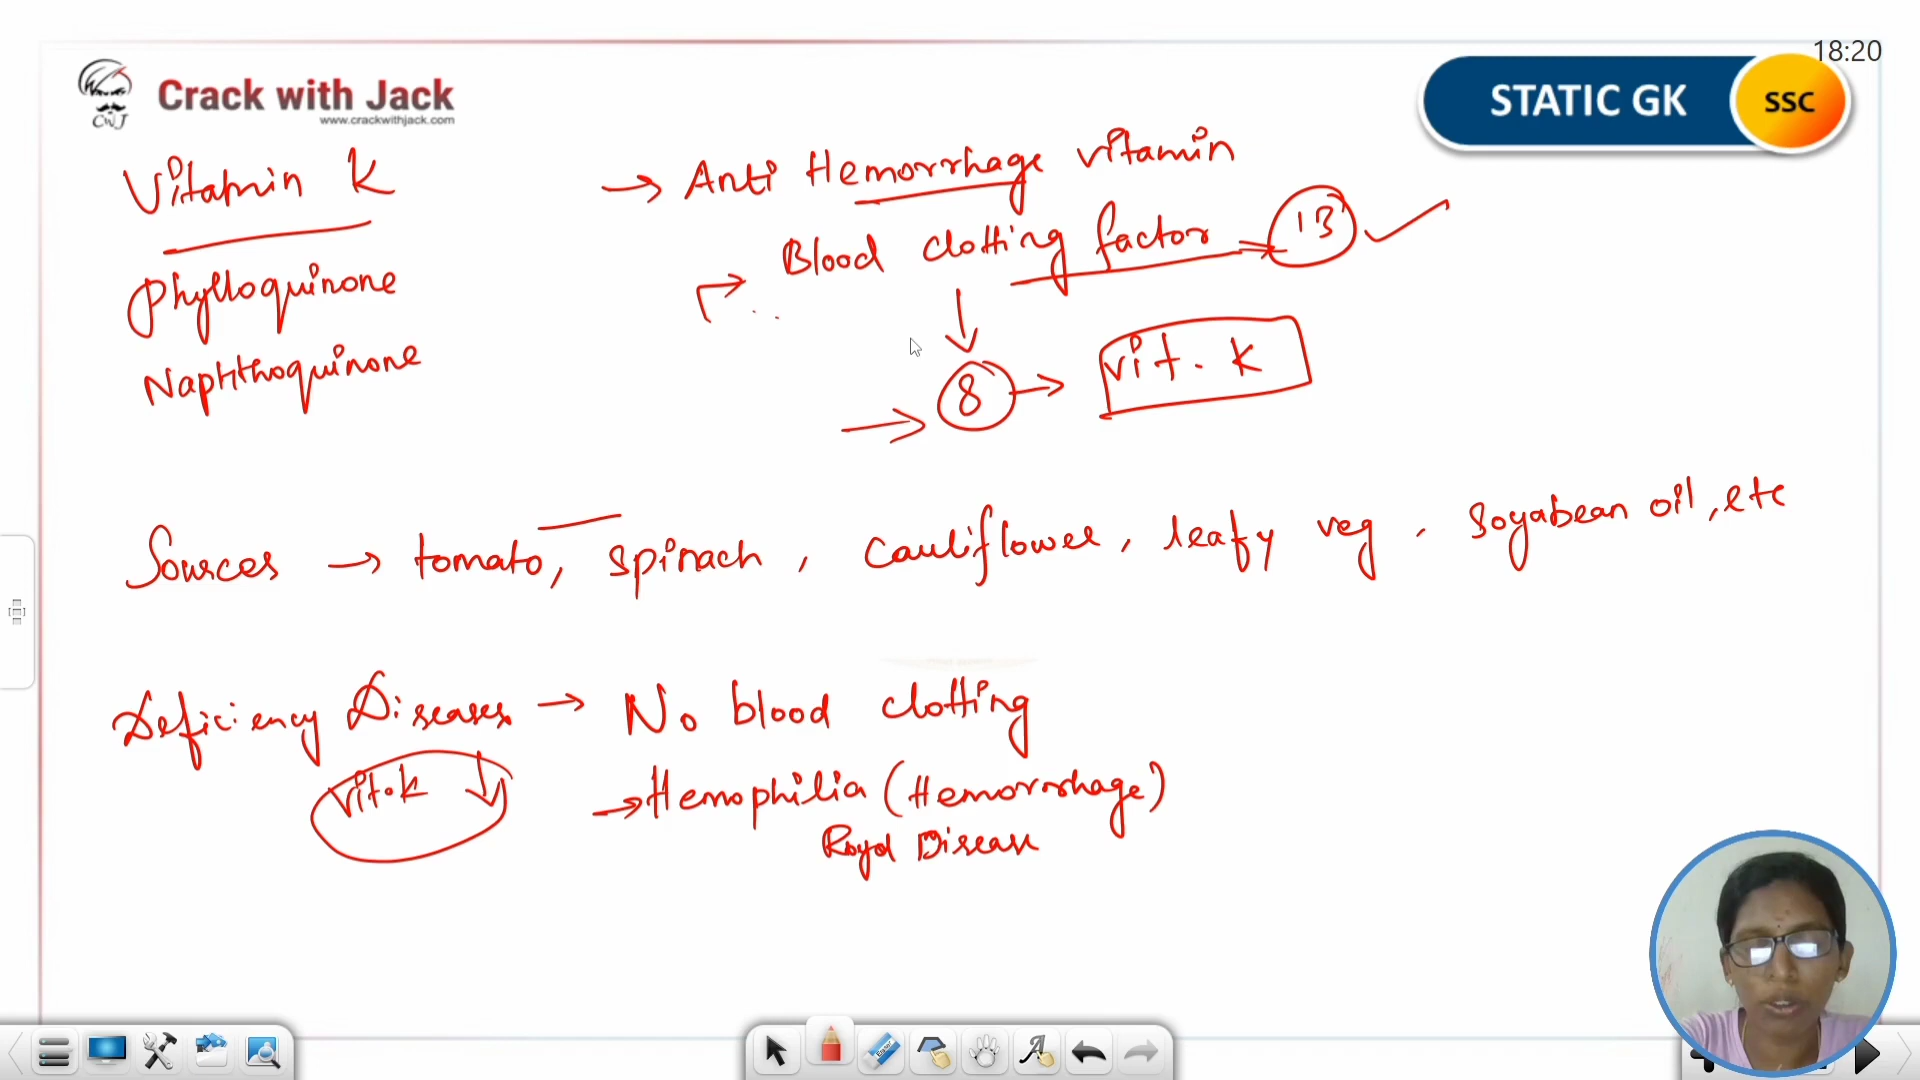 18:20
Crack with Jack
www.crackwithjack.com
CWJ
STATIC GK SSC
Vitamin K → Anti Hemorrhage vitamin
Phylloquinone
Naphthoquinone
Blood clotting factor → 13 ✓
8 → vit. K
Sources → tomato, spinach, cauliflower, leafy veg, Soyabean oil, etc
Deficiency Diseases → No blood clotting
vit.k ↓
→ Hemophilia (Hemorrhage)
Royal Disease